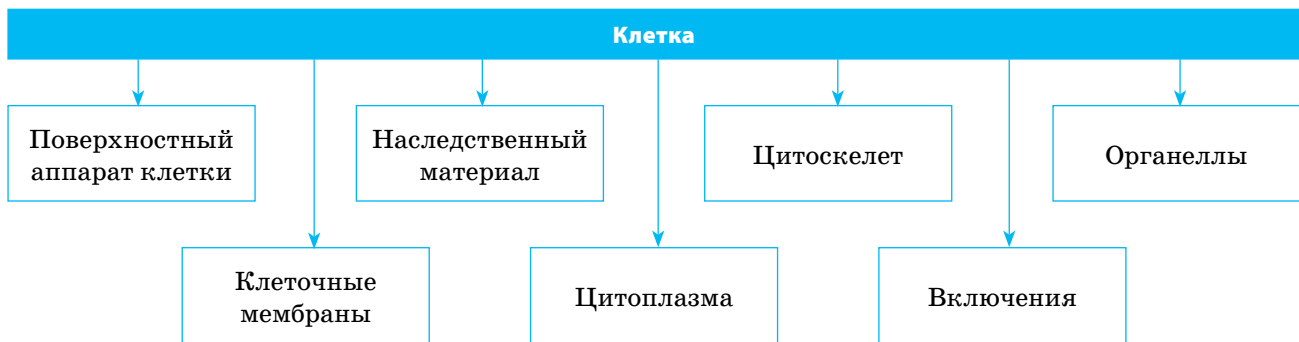 Клетка
Поверхностный
аппарат клетки
Наследственный
материал
Цитоскелет
Органеллы
Клеточные
мембраны
Цитоплазма
Включения